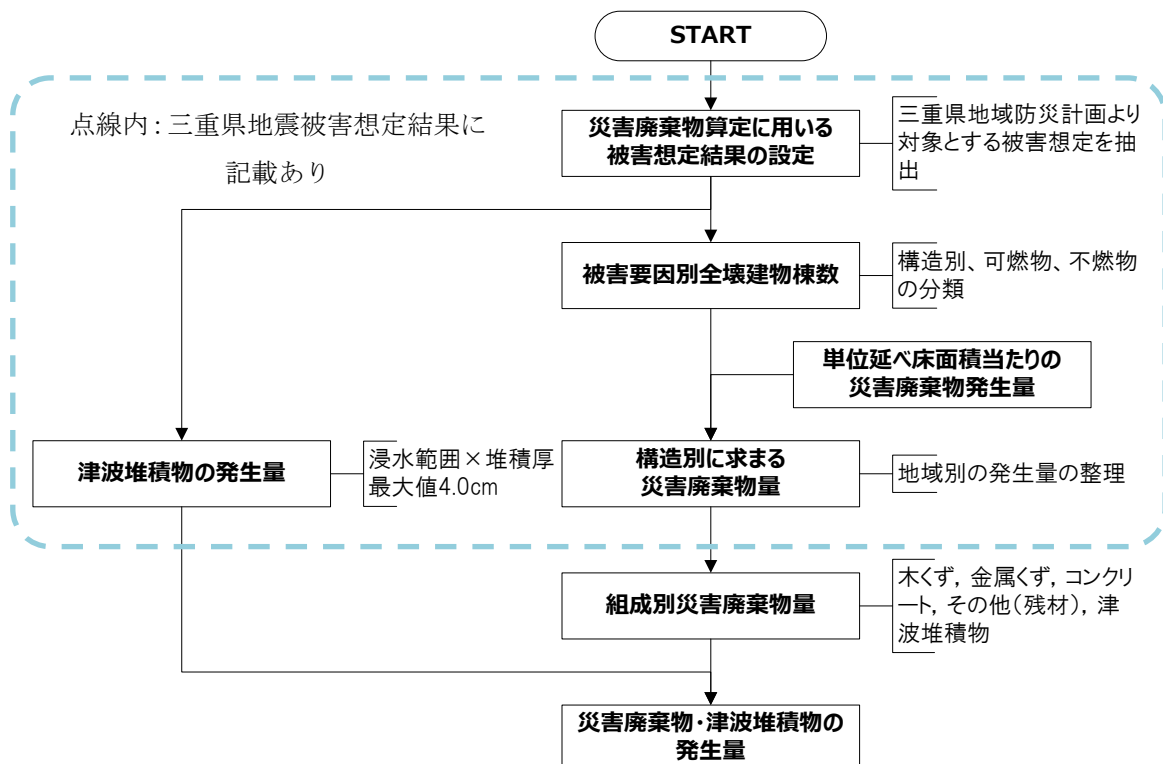 START
点線内：三重県地震被害想定結果に
記載あり
災害廃棄物算定に用いる
被害想定結果の設定
三重県地域防災計画より
対象とする被害想定を抽
出
被害要因別全壊建物棟数
構造別、可燃物、不燃物
の分類
単位延べ床面積当たりの
災害廃棄物発生量
津波堆積物の発生量
浸水範囲×堆積厚
最大値4.0cm
構造別に求まる
災害廃棄物量
地域別の発生量の整理
組成別災害廃棄物量
木くず，金属くず，コンクリ
ート，その他（残材），津
波堆積物
災害廃棄物・津波堆積物の
発生量